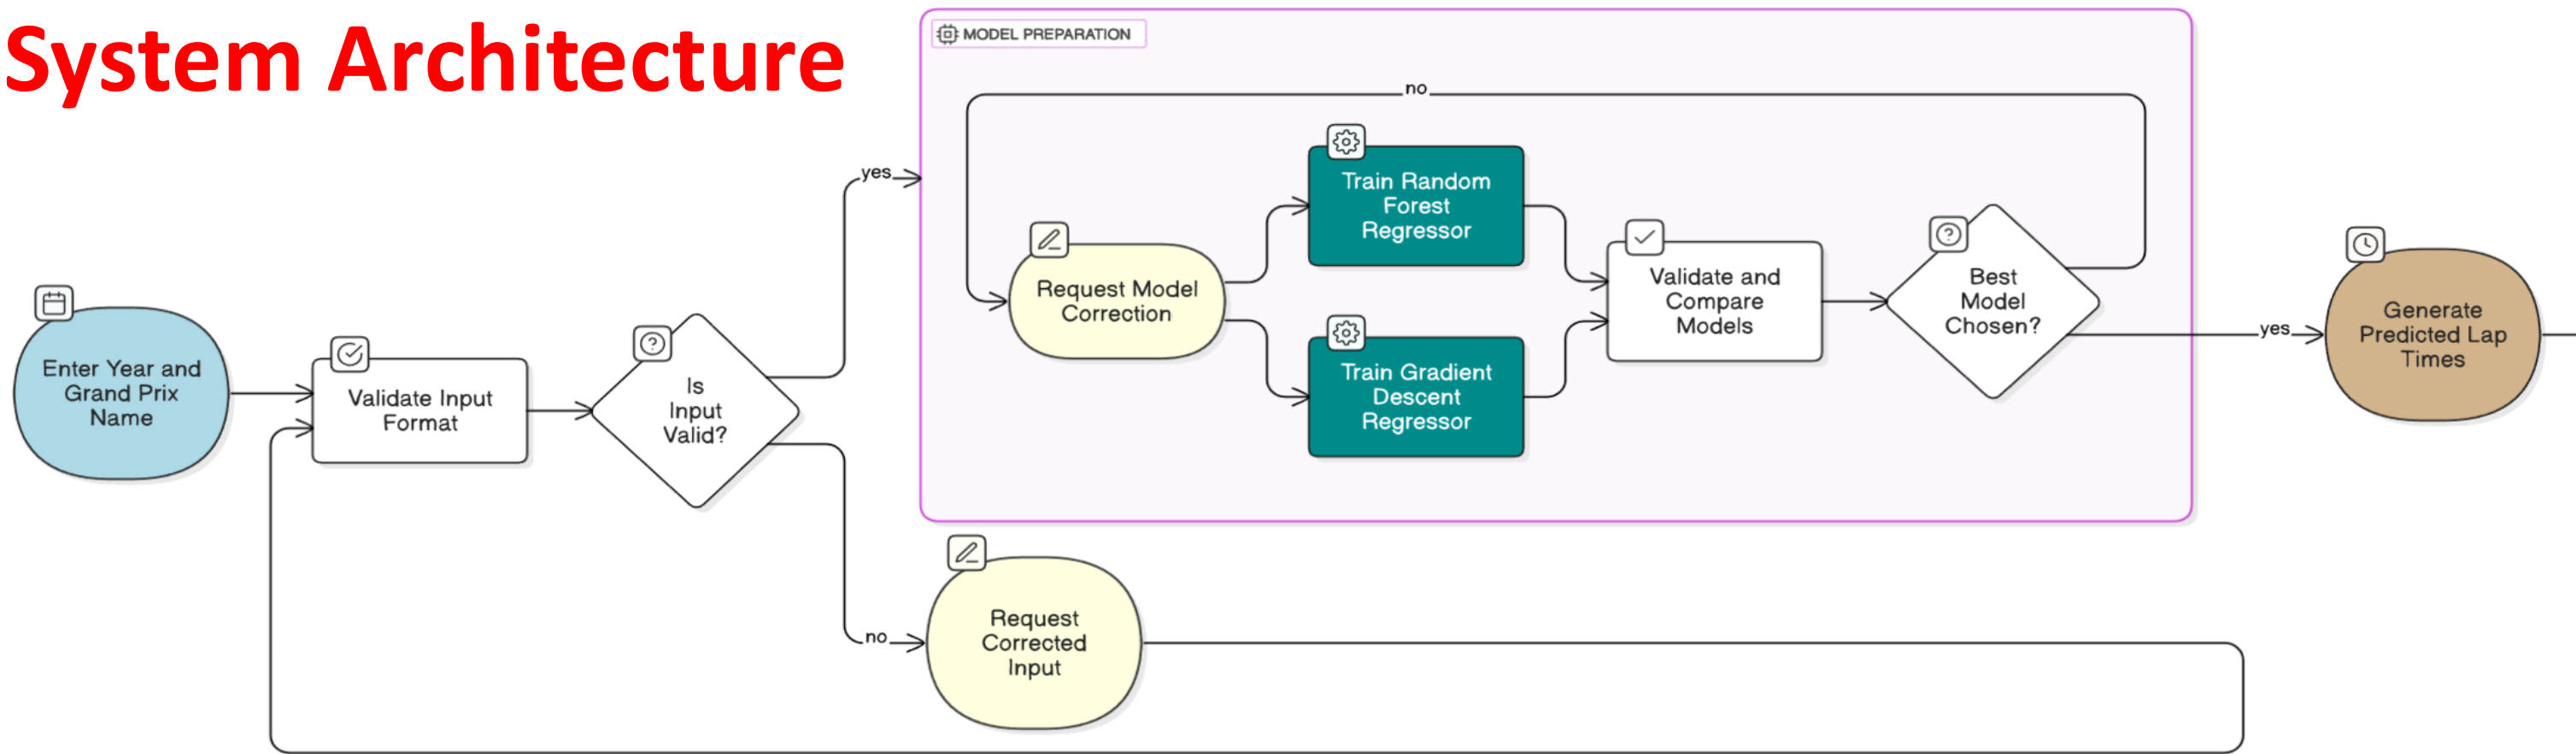 System Architecture
MODEL PREPARATION
no
yes
Train Random
Forest
Regressor
Request Model
Correction
Validate and
Compare
Models
Best
Model
Chosen?
Train Gradient
Descent
Regressor
yes
Generate
Predicted Lap
Times
Enter Year and
Grand Prix
Name
Validate Input
Format
Is
Input
Valid?
no
Request
Corrected
Input